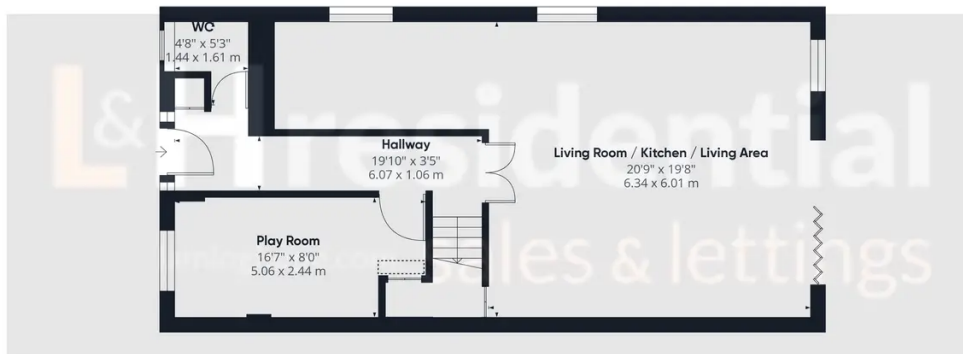 WC
4'8" x 5'3"
1.44 x 1.61 m
Hallway
19'10" x 3'5"
6.07 x 1.06 m
Living Room / Kitchen / Living Area
20'9" x 19'8"
6.34 x 6.01 m
Play Room
16'7" x 8'0"
5.06 x 2.44 m
L&H residential
sales & lettings